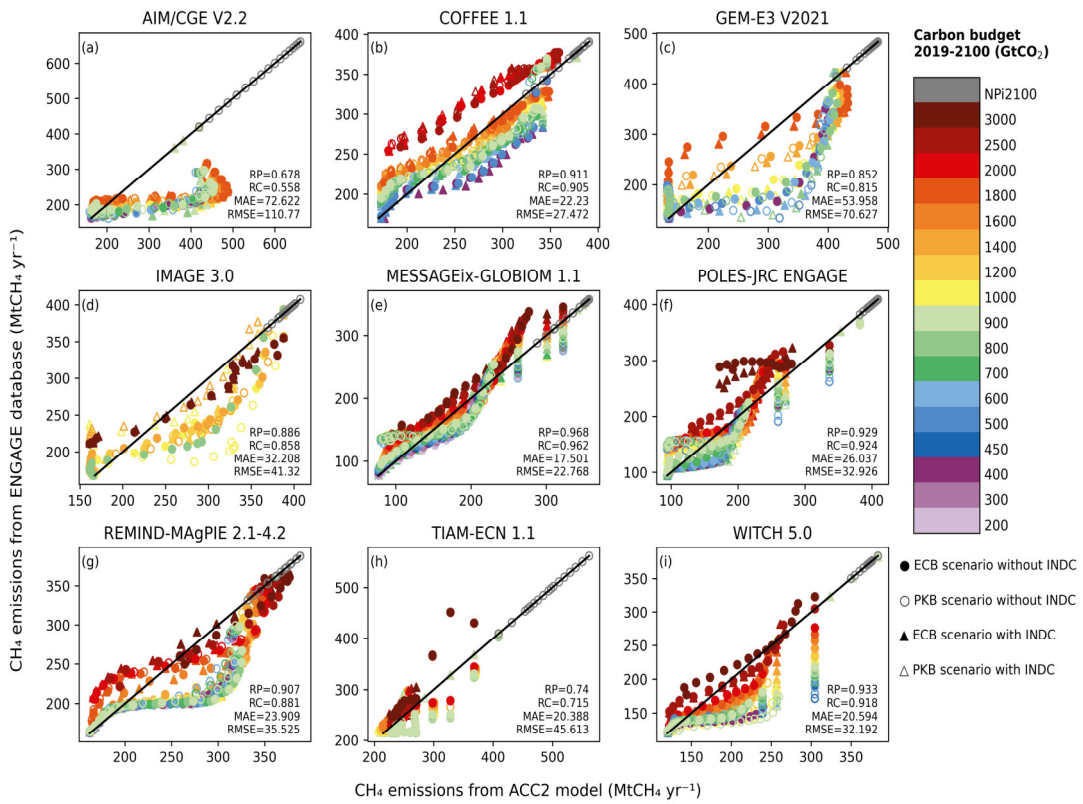 AIM/CGE V2.2
COFFEE 1.1
GEM-E3 V2021
(a)
600
500
400
300
200
200 300 400 500 600
RP=0.678
RC=0.558
MAE=72.622
RMSE=110.77
(b)
400
350
300
250
200
200 300 400
RP=0.911
RC=0.905
MAE=22.23
RMSE=27.472
(c)
500
400
300
200
200 300 400 500
RP=0.852
RC=0.815
MAE=53.958
RMSE=70.627
IMAGE 3.0
MESSAGEix-GLOBIOM 1.1
POLES-JRC ENGAGE
(d)
400
350
300
250
200
150 200 250 300 350 400
RP=0.886
RC=0.858
MAE=32.208
RMSE=41.32
(e)
300
200
100
100 200 300
RP=0.968
RC=0.962
MAE=17.501
RMSE=22.768
(f)
400
300
200
100
100 200 300 400
RP=0.929
RC=0.924
MAE=26.037
RMSE=32.926
REMIND-MAgPIE 2.1-4.2
TIAM-ECN 1.1
WITCH 5.0
(g)
350
300
250
200
200 250 300 350
RP=0.907
RC=0.881
MAE=23.909
RMSE=35.525
(h)
500
400
300
200
200 300 400 500
RP=0.74
RC=0.715
MAE=20.388
RMSE=45.613
(i)
350
300
250
200
150
150 200 250 300 350
RP=0.933
RC=0.918
MAE=20.594
RMSE=32.192
CH₄ emissions from ENGAGE database (MtCH₄ yr⁻¹)
CH₄ emissions from ACC2 model (MtCH₄ yr⁻¹)
Carbon budget
2019-2100 (GtCO₂)
NPi2100
3000
2500
2000
1800
1600
1400
1200
1000
900
800
700
600
500
450
400
300
200
ECB scenario without INDC
PKB scenario without INDC
ECB scenario with INDC
PKB scenario with INDC